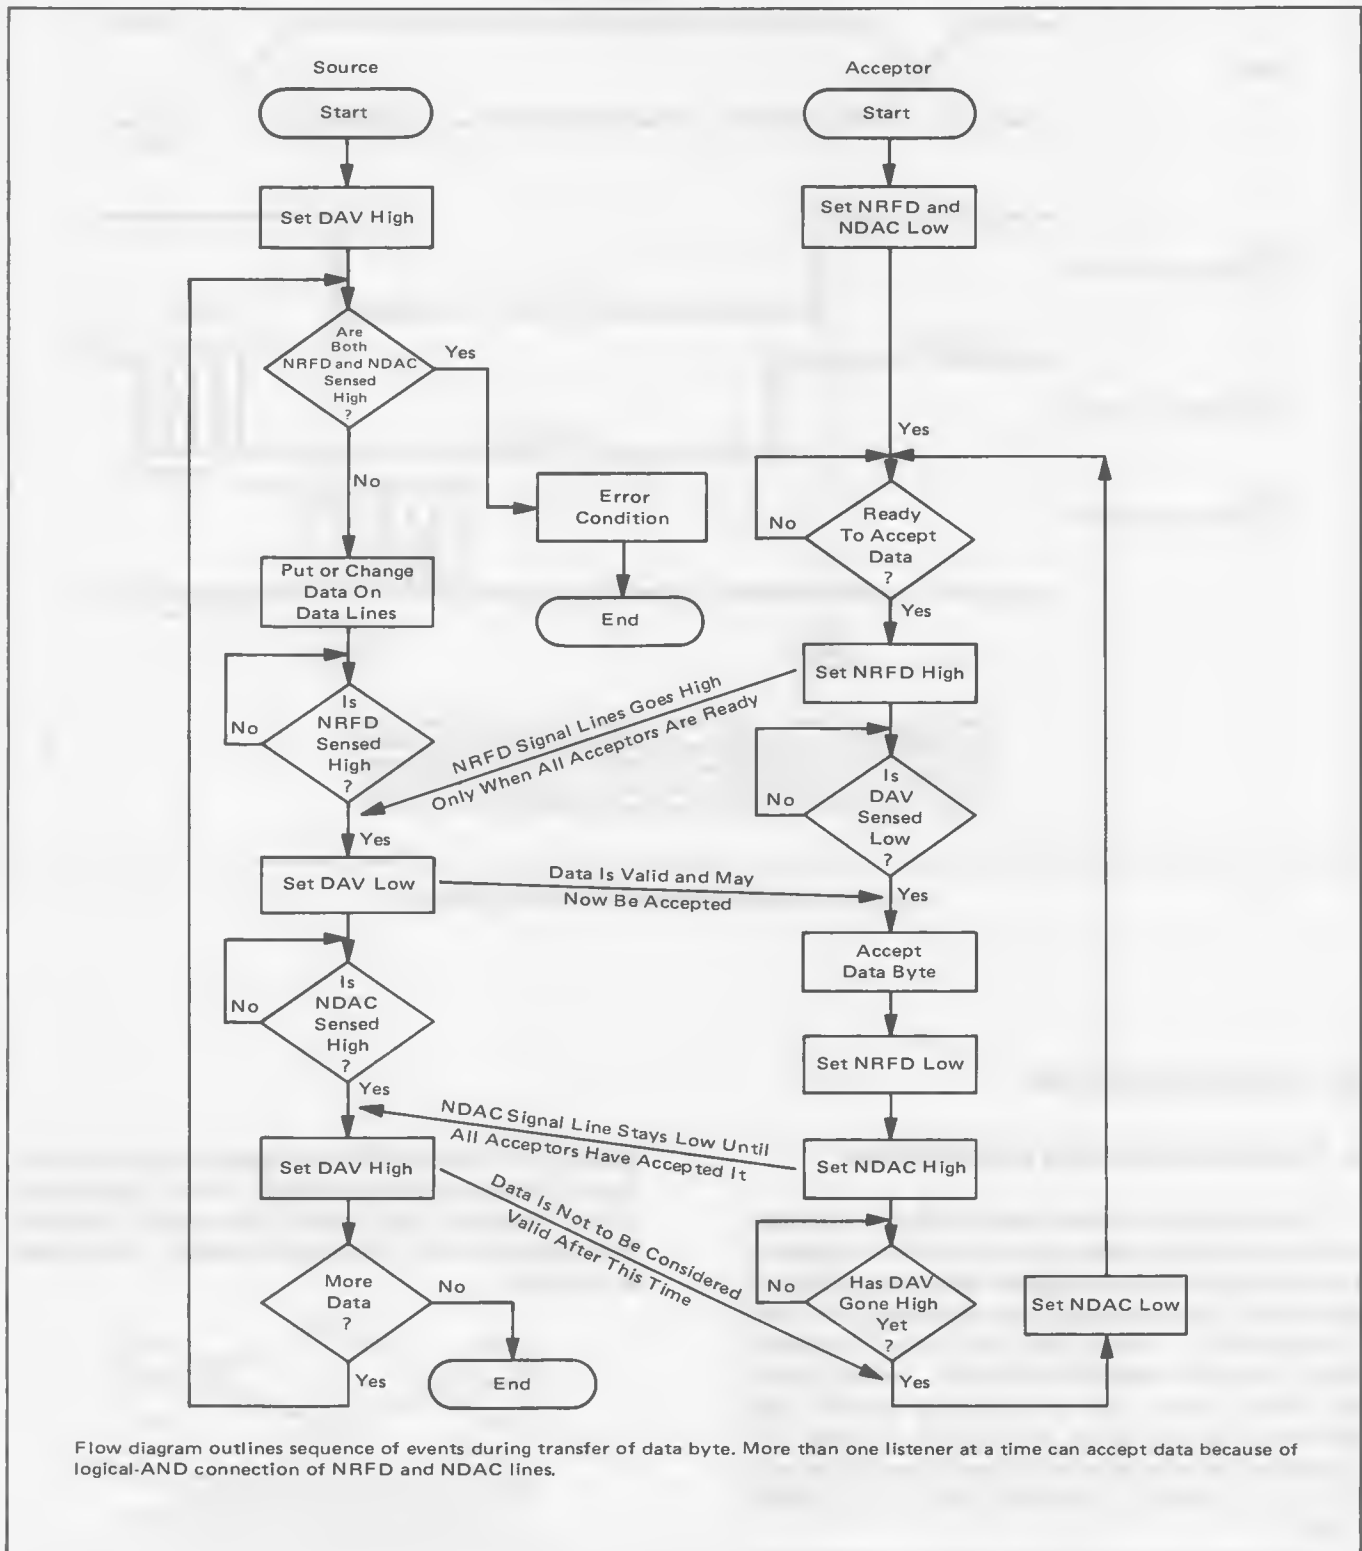 Source
Start
Set DAV High
Are
Both
NRFD and NDAC
Sensed
High
?
Yes
No
Error
Condition
End
Put or Change
Data On
Data Lines
Is
NRFD
Sensed
High
?
No
Yes
Set DAV Low
Is
NDAC
Sensed
High
?
No
Yes
Set DAV High
More
Data
?
No
Yes
End
NRFD Signal Lines Goes High
Only When All Acceptors Are Ready
Data Is Valid and May
Now Be Accepted
NDAC Signal Line Stays Low Until
All Acceptors Have Accepted It
Data Is Not to Be Considered
Valid After This Time
Acceptor
Start
Set NRFD and
NDAC Low
Yes
Ready
To Accept
Data
?
No
Yes
Set NRFD High
Is
DAV
Sensed
Low
?
No
Yes
Accept
Data Byte
Set NRFD Low
Set NDAC High
Has DAV
Gone High
Yet
?
No
Yes
Set NDAC Low
Flow diagram outlines sequence of events during transfer of data byte. More than one listener at a time can accept data because of
logical-AND connection of NRFD and NDAC lines.